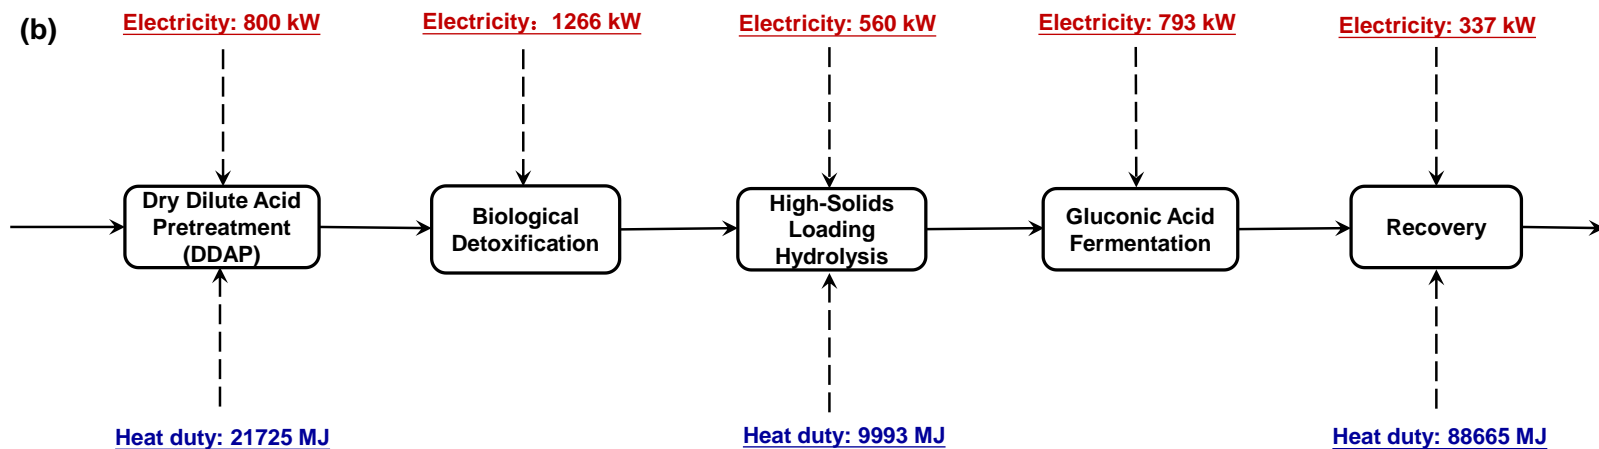 (b)
Electricity: 800 kW
Electricity：1266 kW
Electricity: 560 kW
Electricity: 793 kW
Electricity: 337 kW
Dry Dilute Acid
Pretreatment
(DDAP)
Biological
Detoxification
High-Solids
Loading
Hydrolysis
Gluconic Acid
Fermentation
Recovery
Heat duty: 21725 MJ
Heat duty: 9993 MJ
Heat duty: 88665 MJ